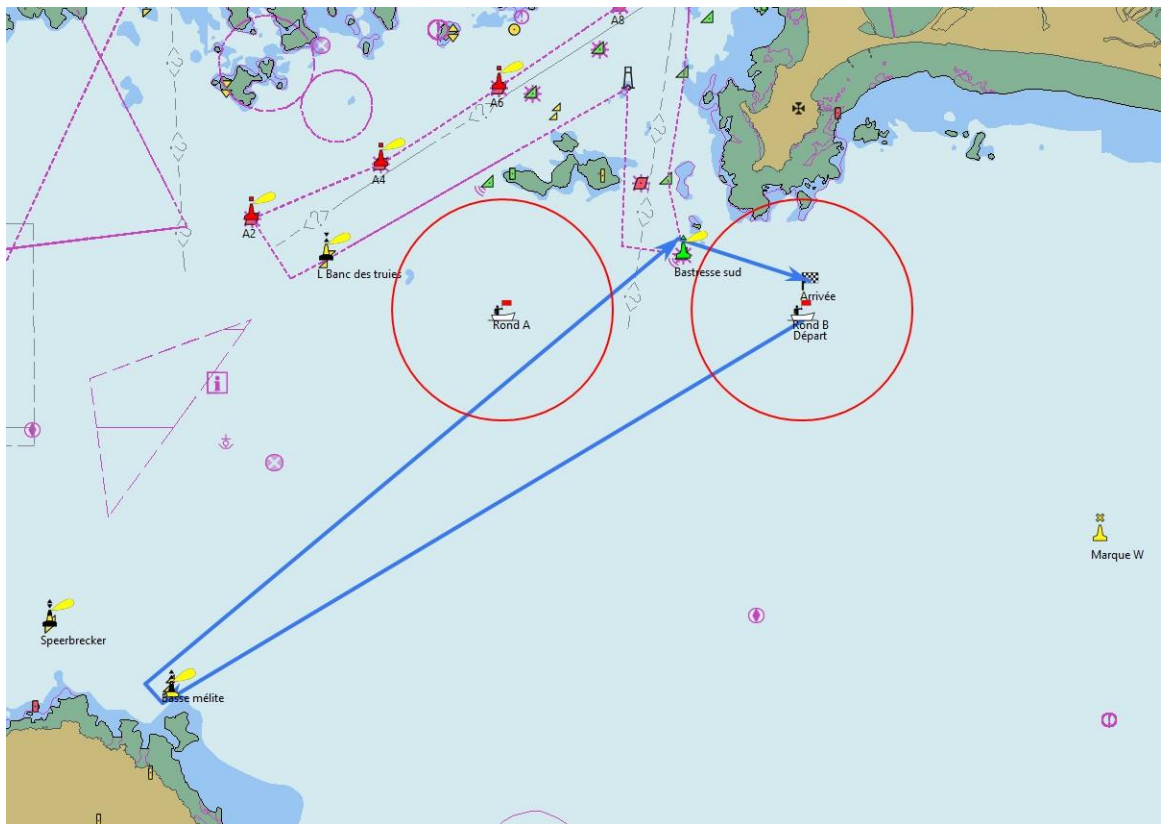 A8
A6
A4
A2
L Banc des truies
Bastresse sud
Arrivée
Rond A
Rond B
Départ
Marque W
Speerbrecker
Basse mélite